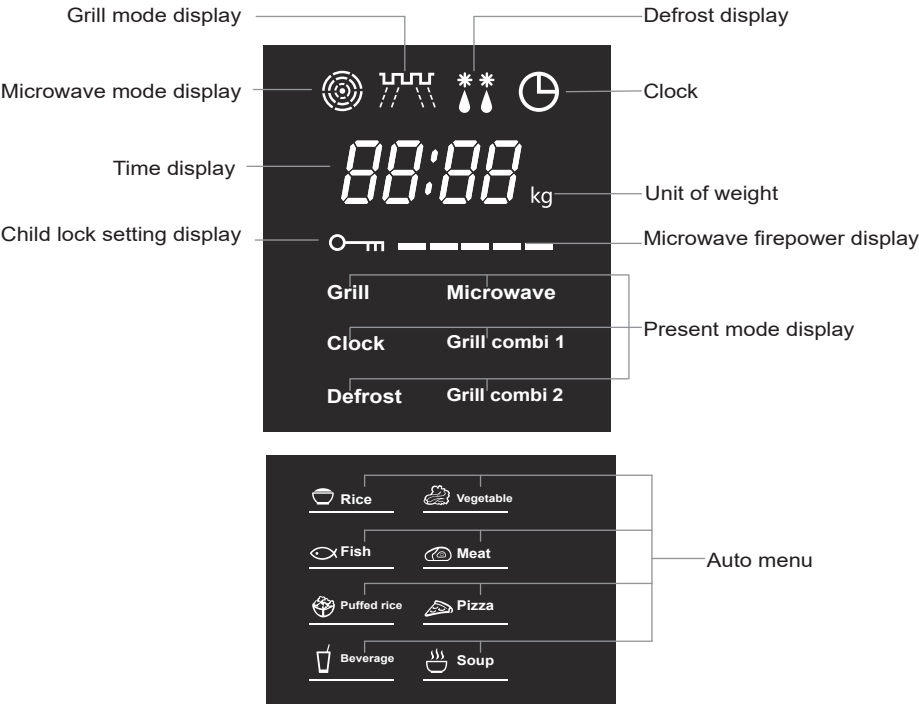 Grill mode display
Defrost display
Microwave mode display
Clock
88:88
Time display
kg
Unit of weight
Child lock setting display
Microwave firepower display
Grill
Microwave
Present mode display
Clock
Grill combi 1
Defrost
Grill combi 2
Rice
Vegetable
Fish
Meat
Auto menu
Puffed rice
Pizza
Beverage
Soup